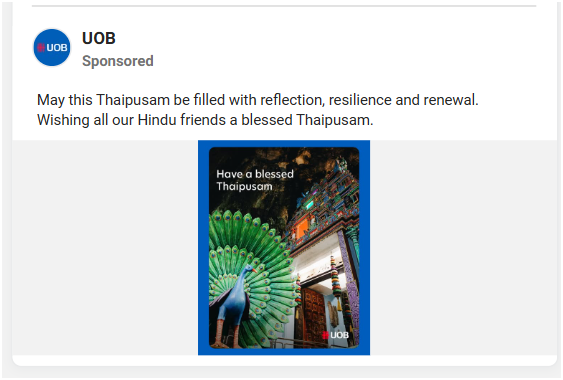 UOB
UOB
Sponsored
May this Thaipusam be filled with reflection, resilience and renewal.
Wishing all our Hindu friends a blessed Thaipusam.
Have a blessed
Thaipusam
UOB